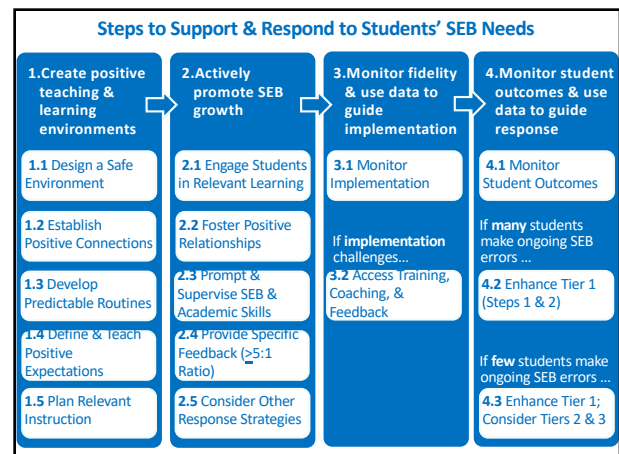 Steps to Support & Respond to Students’ SEB Needs
1.Create positive
teaching &
learning
environments
1.1 Design a Safe
Environment
1.2 Establish
Positive Connections
1.3 Develop
Predictable Routines
1.4 Define & Teach
Positive
Expectations
1.5 Plan Relevant
Instruction
2.Actively
promote SEB
growth
2.1 Engage Students
in Relevant Learning
2.2 Foster Positive
Relationships
2.3 Prompt &
Supervise SEB &
Academic Skills
2.4 Provide Specific
Feedback (>5:1
Ratio)
2.5 Consider Other
Response Strategies
3.Monitor fidelity
& use data to
guide
implementation
3.1 Monitor
Implementation
If implementation
challenges...
3.2 Access Training,
Coaching, &
Feedback
4.Monitor student
outcomes & use
data to guide
response
4.1 Monitor
Student Outcomes
If many students
make ongoing SEB
errors ...
4.2 Enhance Tier 1
(Steps 1 & 2)
If few students make
ongoing SEB errors ...
4.3 Enhance Tier 1;
Consider Tiers 2 & 3